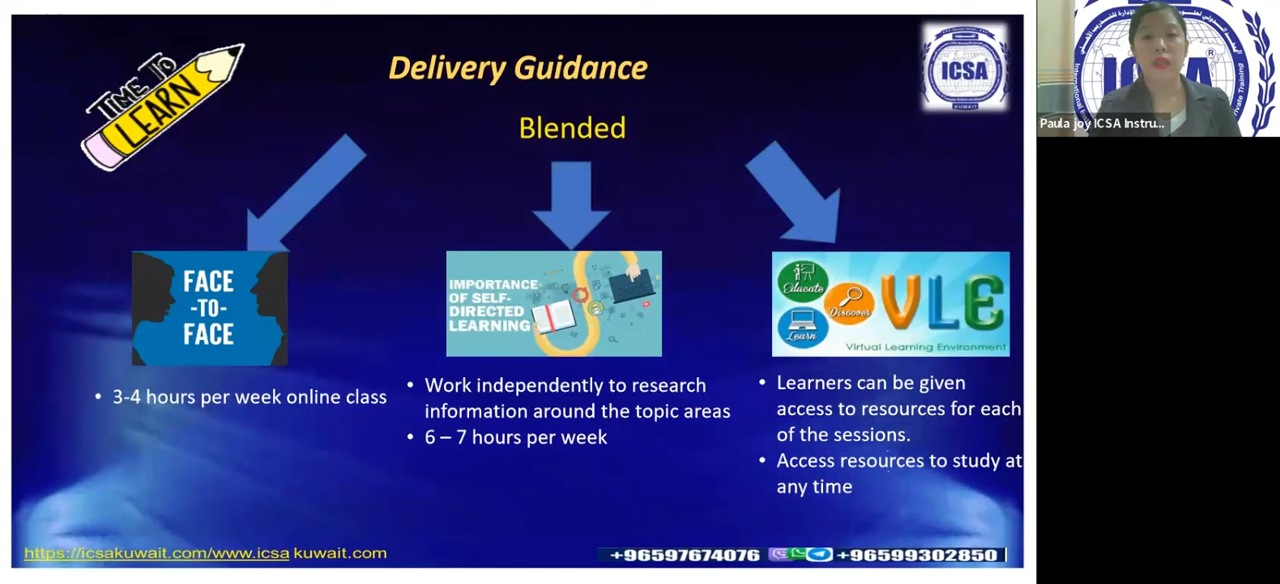 TIME TO
LEARN
Delivery Guidance
ICSA
KUWAIT
Blended
FACE
-TO-
FACE
IMPORTANCE
OF SELF-
DIRECTED
LEARNING
Educate
Discover
Learn
VLE
Virtual Learning Environment
• 3-4 hours per week online class
• Work independently to research
information around the topic areas
• 6 – 7 hours per week
• Learners can be given
access to resources for each
of the sessions.
• Access resources to study at
any time
https://icsakuwait.com/www.icsa kuwait.com
+96597674076
+96599302850
Paula joy ICSA Instru...